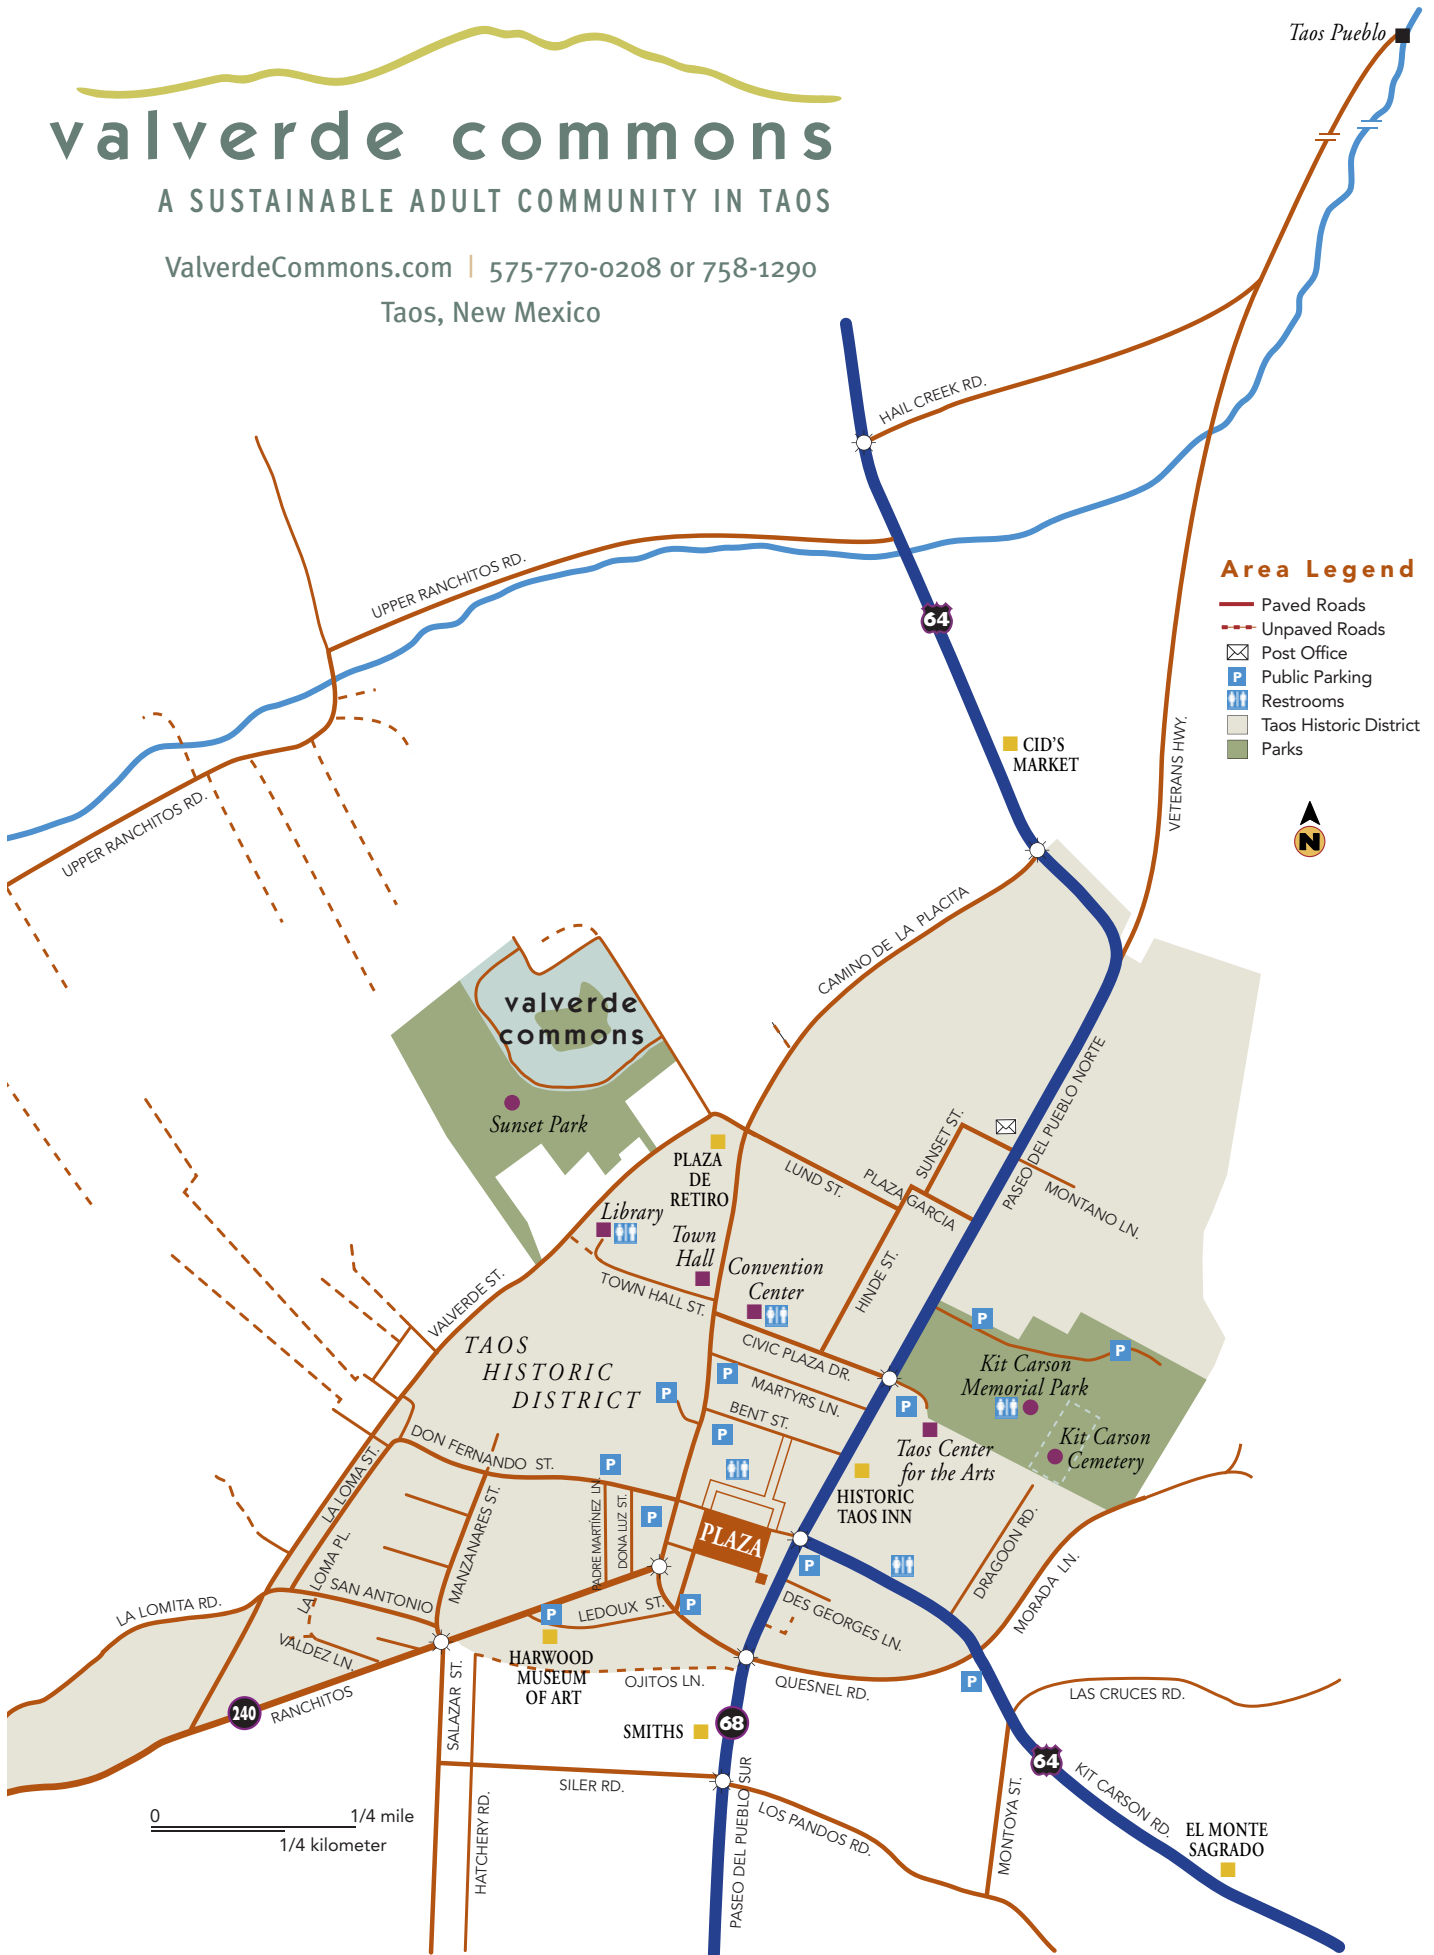 Taos Pueblo
valverde commons
A SUSTAINABLE ADULT COMMUNITY IN TAOS
ValverdeCommons.com | 575-770-0208 or 758-1290
Taos, New Mexico
HAIL CREEK RD.
UPPER RANCHITOS RD.
64
Area Legend
Paved Roads
Unpaved Roads
Post Office
P Public Parking
Restrooms
Taos Historic District
Parks
N
CID'S
MARKET
VETERANS HWY.
UPPER RANCHITOS RD.
CAMINO DE LA PLACITA
valverde
commons
Sunset Park
PASEO DEL PUEBLO NORTE
SUNSET ST.
PLAZA
DE
RETIRO
LUND ST.
PLAZA GARCIA
MONTANO LN.
Library
Town
Hall
Convention
Center
HINDE ST.
TOWN HALL ST.
VALVERDE ST.
TAOS
HISTORIC
DISTRICT
CIVIC PLAZA DR.
MARTYRS LN.
BENT ST.
P
P
P
P
P
P
P
Kit Carson
Memorial Park
Kit Carson
Cemetery
Taos Center
for the Arts
HISTORIC
TAOS INN
DON FERNANDO ST.
LA LOMA ST.
LA LOMA PL.
MANZANARES ST.
PADRE MARTÍNEZ LN.
DONA LUZ ST.
P
PLAZA
P
P
P
P
DRAGOON RD.
MORADA LN.
LA LOMITA RD.
SAN ANTONIO
VALDEZ LN.
LEDOUX ST.
DES GEORGES LN.
HARWOOD
MUSEUM
OF ART
OJITOS LN.
QUESNEL RD.
LAS CRUCES RD.
240
RANCHITOS
SALAZAR ST.
SMITHS
68
64
KIT CARSON RD.
SILER RD.
PASEO DEL PUEBLO SUR
LOS PANDOS RD.
MONTOYA ST.
HATCHERY RD.
EL MONTE
SAGRADO
0 1/4 mile
1/4 kilometer